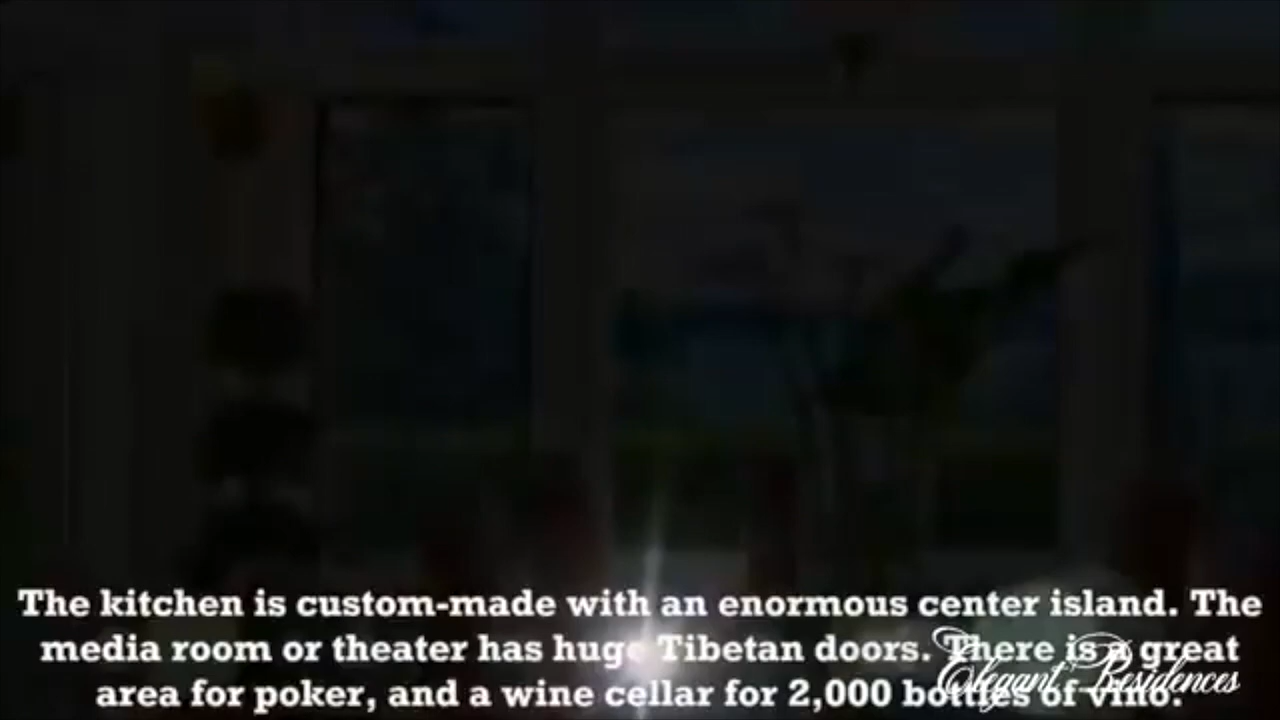 The kitchen is custom-made with an enormous center island. The
media room or theater has huge Tibetan doors. There is a great
area for poker, and a wine cellar for 2,000 bottles of vino.
Elegant Residences